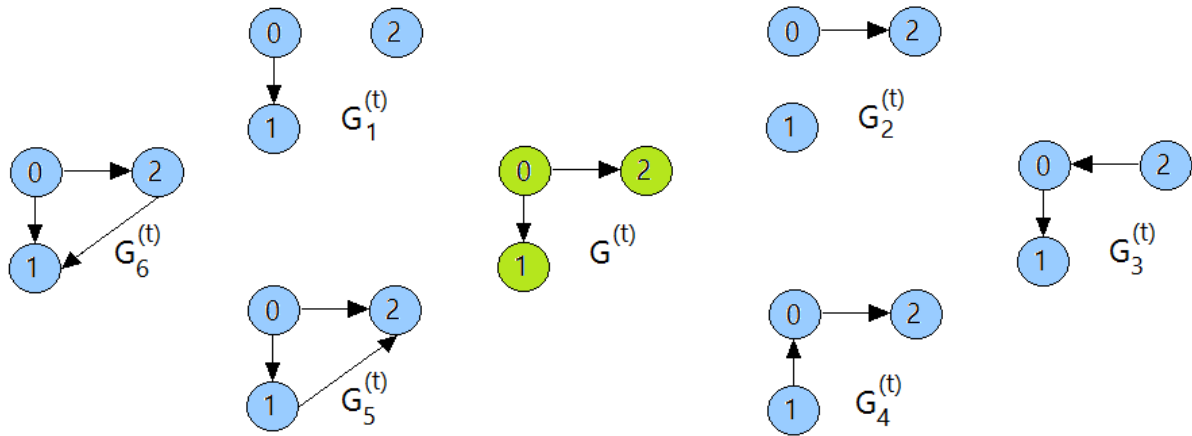 0 2
1 G₁⁽ᵗ⁾
0 2
1 G₂⁽ᵗ⁾
0 2
1 G₆⁽ᵗ⁾
0 2
1 G⁽ᵗ⁾
0 2
1 G₃⁽ᵗ⁾
0 2
1 G₅⁽ᵗ⁾
0 2
1 G₄⁽ᵗ⁾